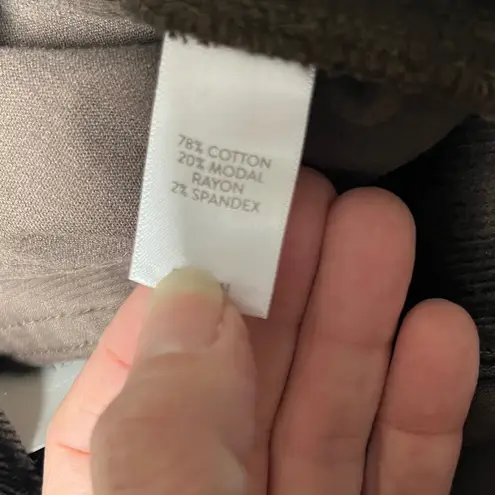 78% COTTON
20% MODAL
RAYON
2% SPANDEX